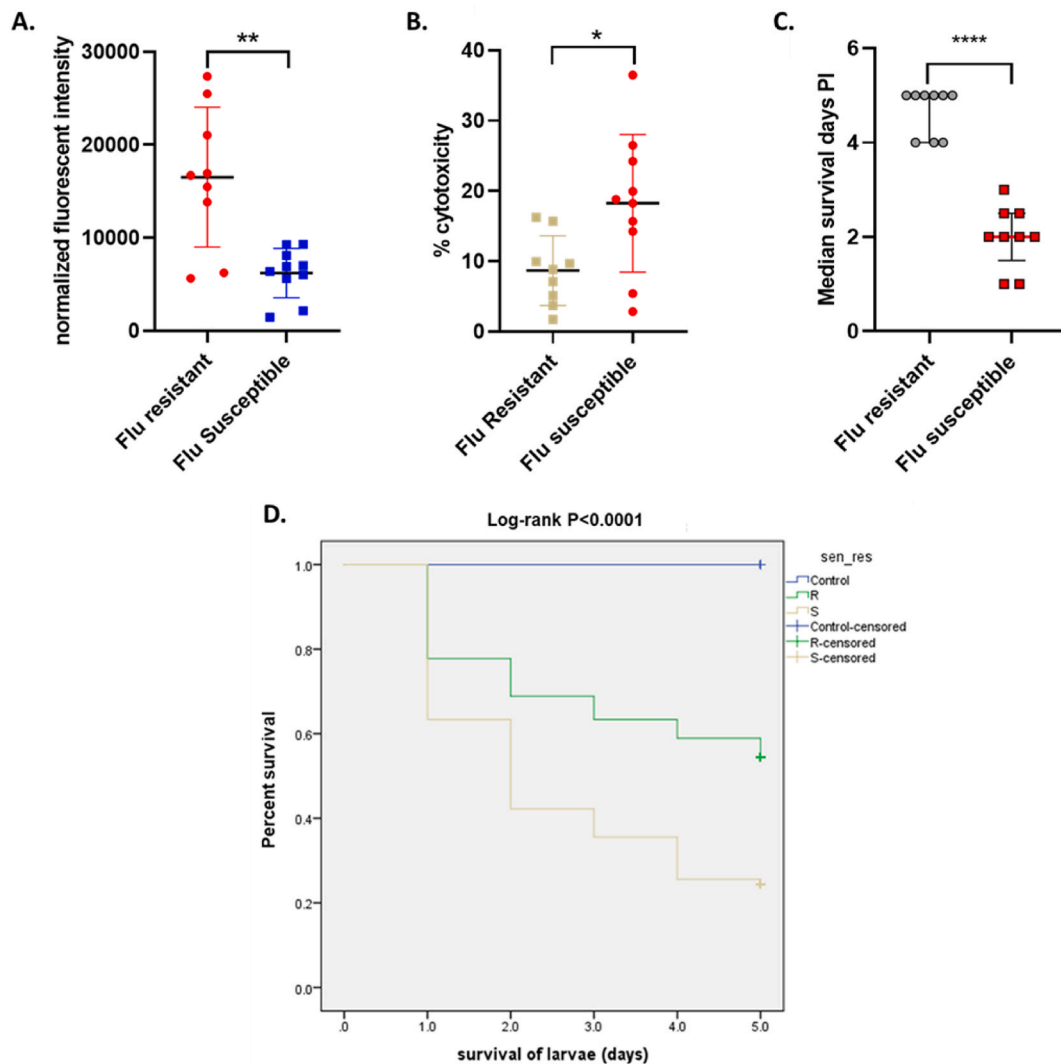 A.
normalized fluorescent intensity
30000
20000
10000
0
**
Flu resistant
Flu Susceptible
B.
% cytotoxicity
40
30
20
10
0
*
Flu Resistant
Flu susceptible
C.
Median survival days PI
6
4
2
0
****
Flu resistant
Flu susceptible
D.
Log-rank P<0.0001
Percent survival
1.0
0.8
0.6
0.4
0.2
0.0
.0
1.0
2.0
3.0
4.0
5.0
survival of larvae (days)
sen_res
Control
R
S
Control-censored
R-censored
S-censored